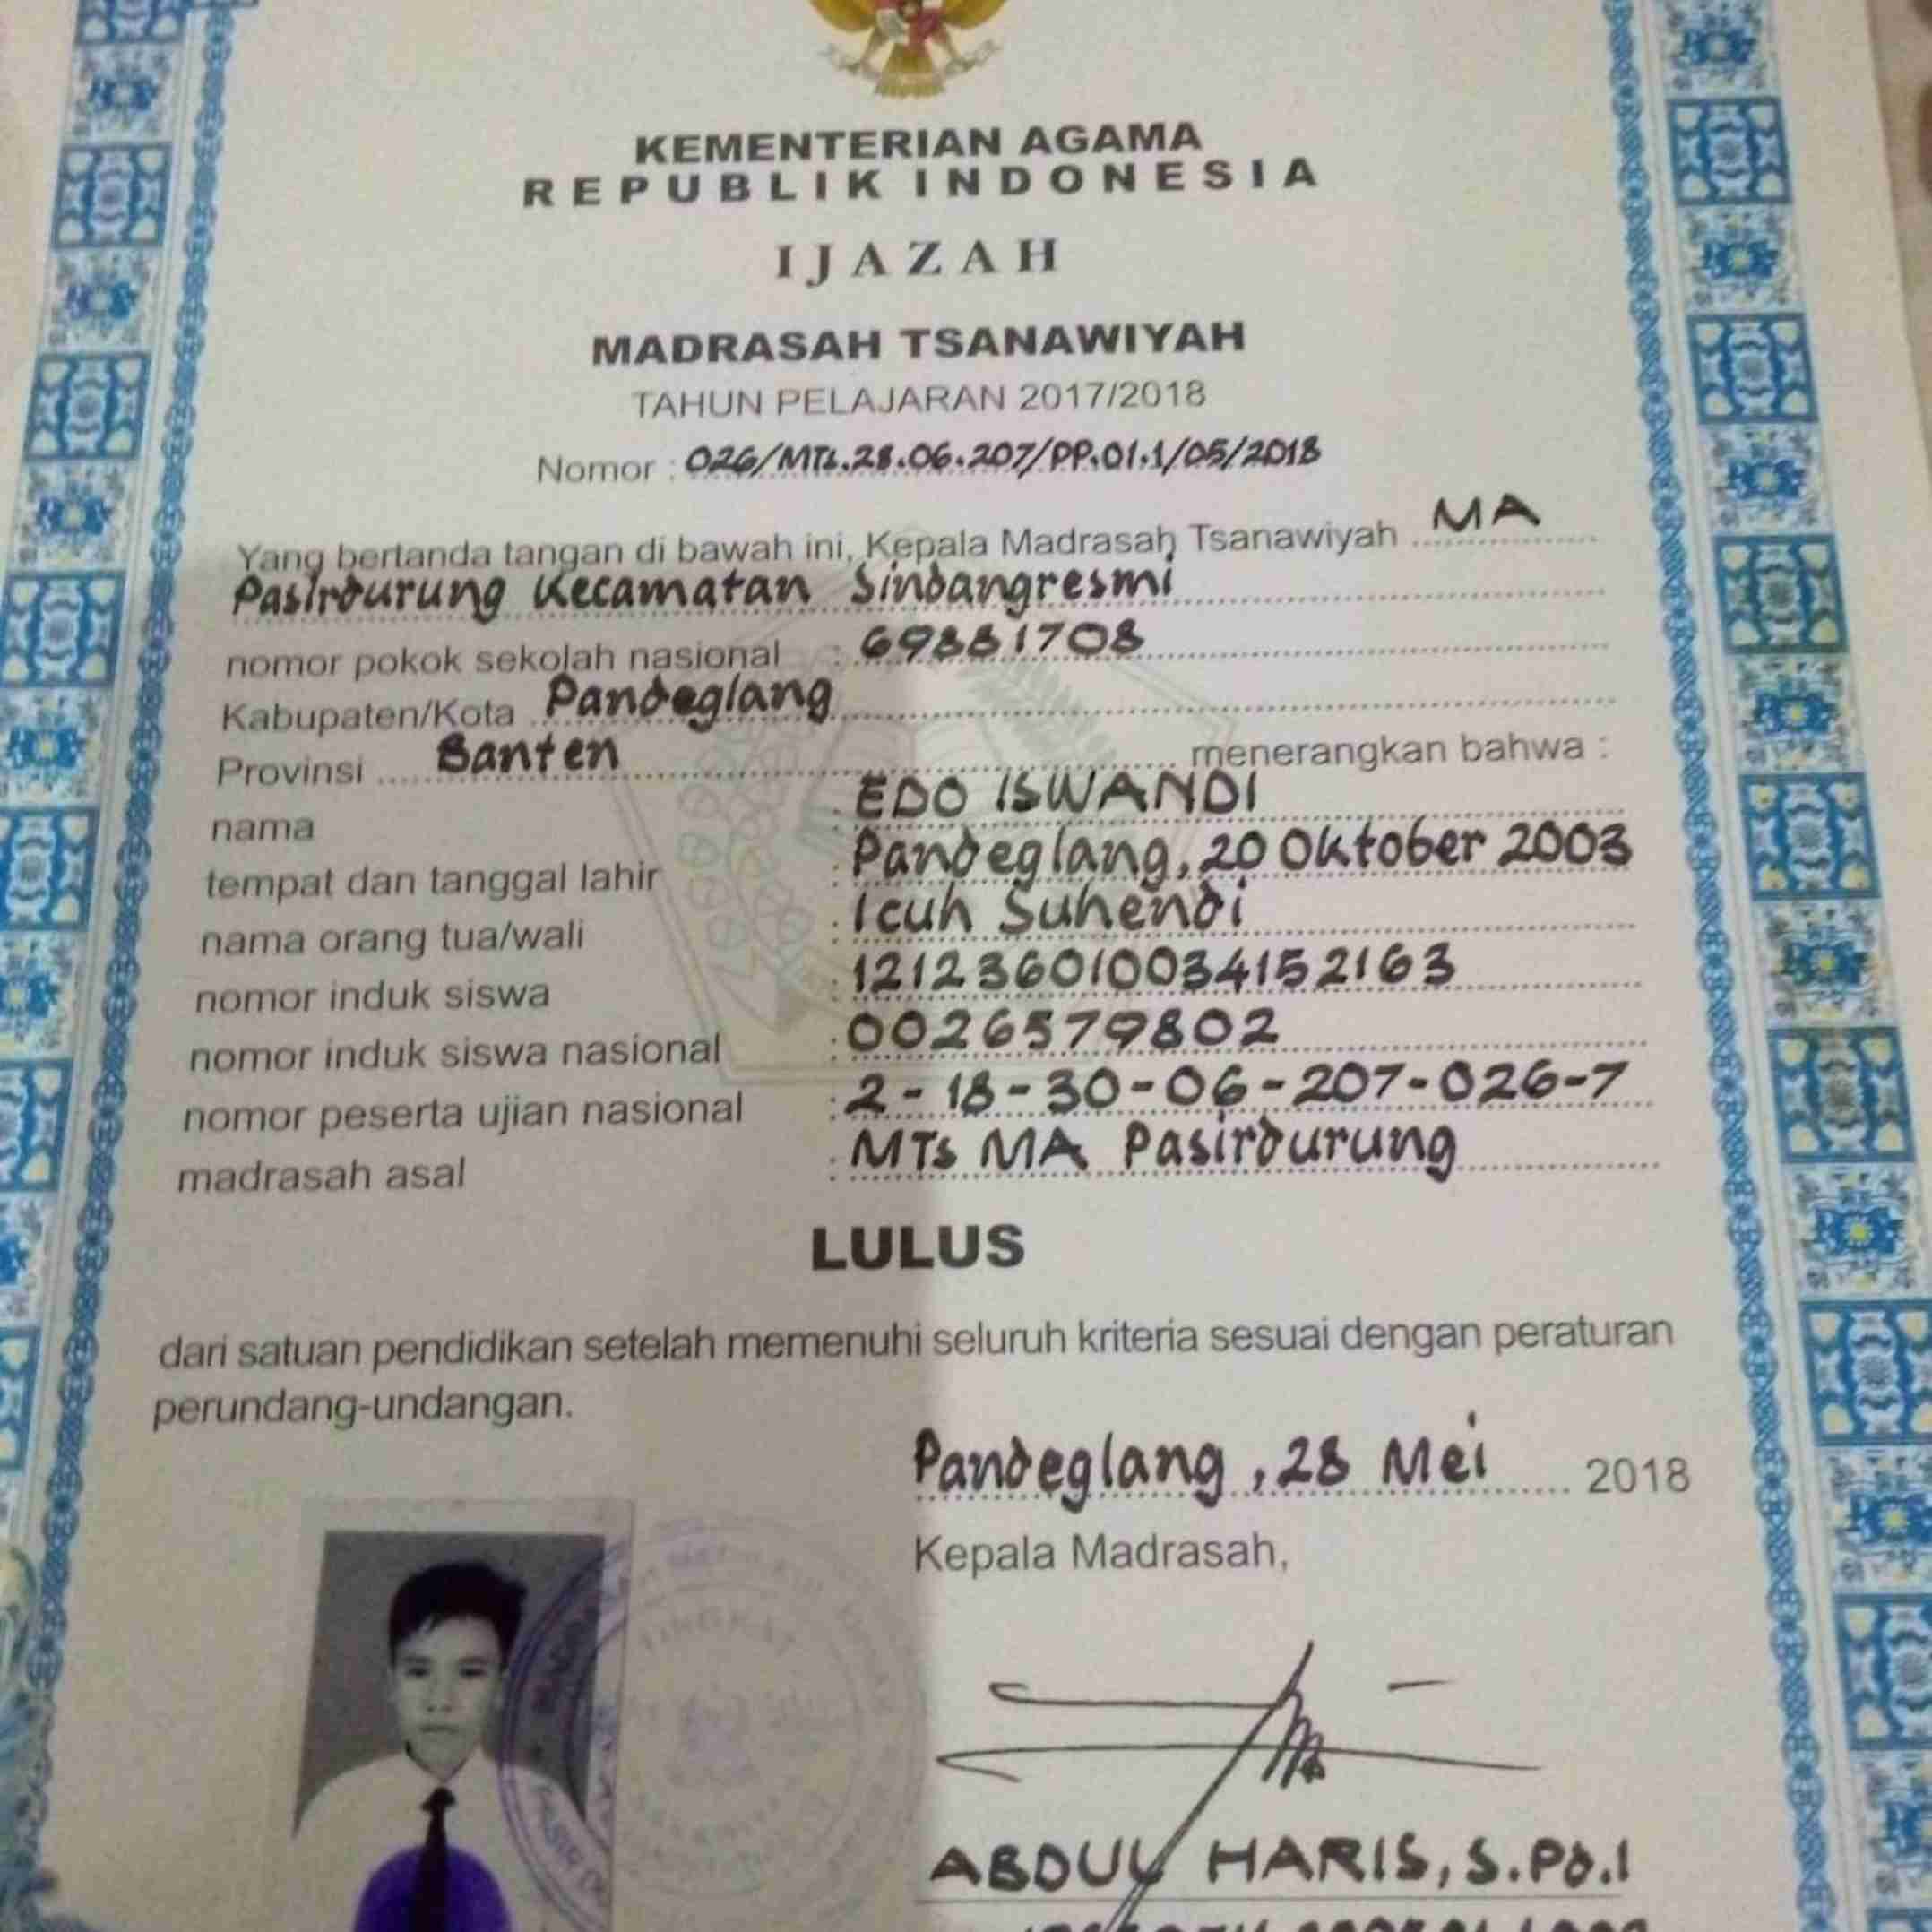 KEMENTERIAN AGAMA
REPUBLIK INDONESIA
IJAZAH
MADRASAH TSANAWIYAH
TAHUN PELAJARAN 2017/2018
Nomor : 026/MTs.28.06.207/PP.01.1/05/2018
Yang bertanda tangan di bawah ini, Kepala Madrasah Tsanawiyah MA
Pasirdurung Kecamatan Sindangresmi
nomor pokok sekolah nasional : 69881708
Kabupaten/Kota Pandeglang
Provinsi Banten menerangkan bahwa :
nama : EDO ISWANDI
tempat dan tanggal lahir : Pandeglang, 20 Oktober 2003
nama orang tua/wali : Icuh Suhendi
nomor induk siswa : 121236010034152163
nomor induk siswa nasional : 0026579802
nomor peserta ujian nasional : 2-18-30-06-207-026-7
madrasah asal : MTs MA Pasirdurung
LULUS
dari satuan pendidikan setelah memenuhi seluruh kriteria sesuai dengan peraturan
perundang-undangan.
Pandeglang, 28 Mei 2018
Kepala Madrasah,
TINGKAT
ABDUL HARIS, S.Pd.I